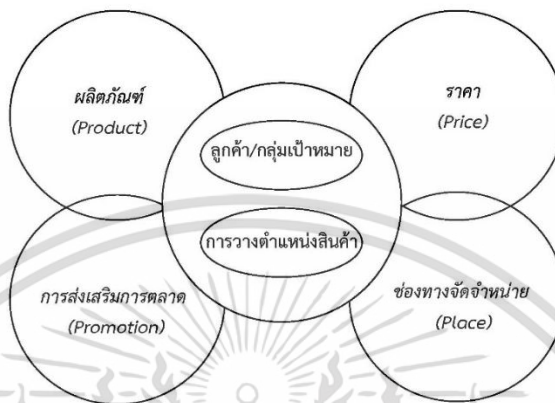 ผลิตภัณฑ์
(Product)
ราคา
(Price)
ลูกค้า/กลุ่มเป้าหมาย
การวางตำแหน่งสินค้า
การส่งเสริมการตลาด
(Promotion)
ช่องทางจัดจำหน่าย
(Place)